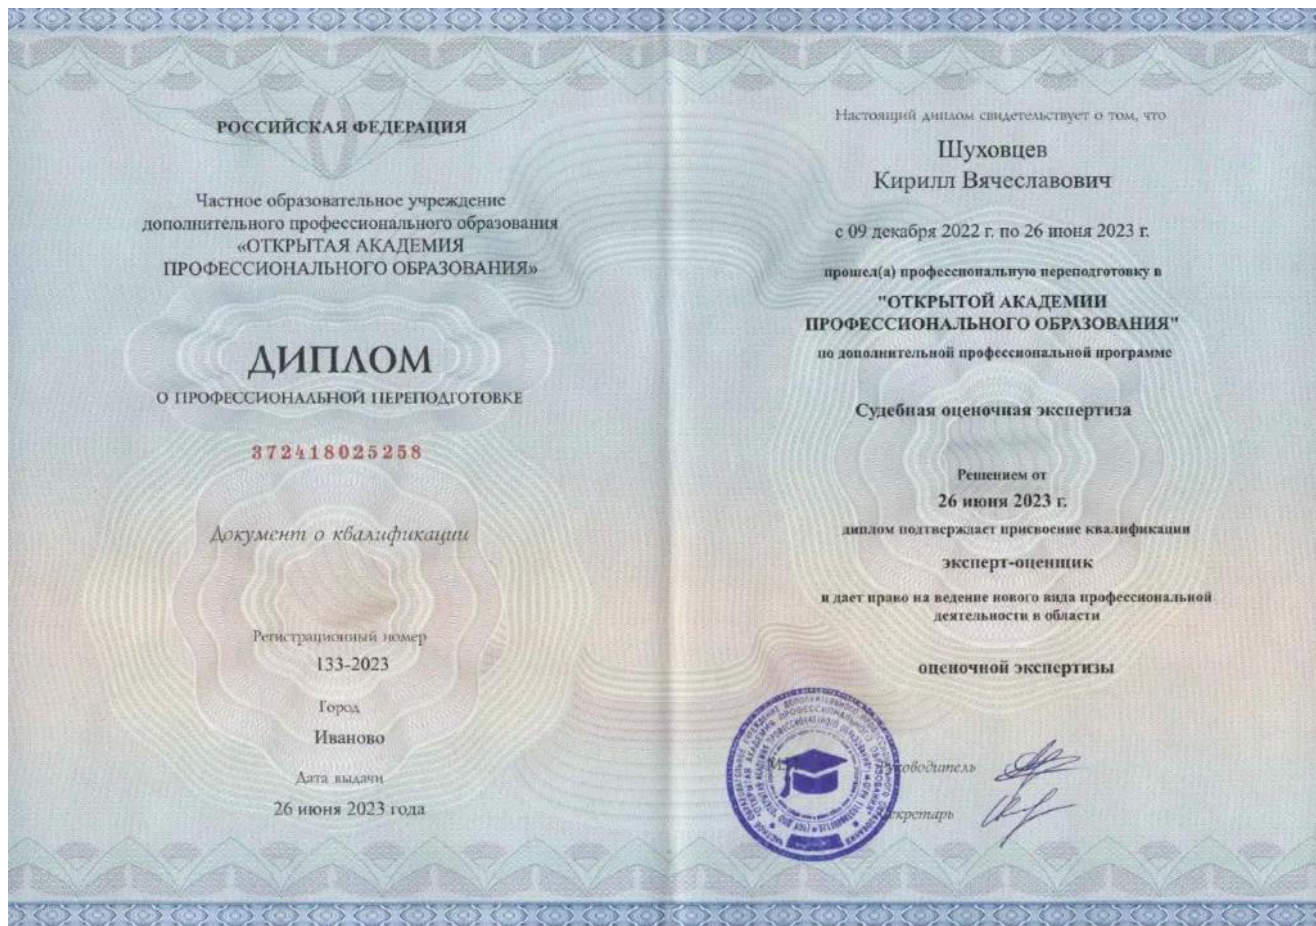 РОССИЙСКАЯ ФЕДЕРАЦИЯ
Частное образовательное учреждение
дополнительного профессионального образования
«ОТКРЫТАЯ АКАДЕМИЯ
ПРОФЕССИОНАЛЬНОГО ОБРАЗОВАНИЯ»
ДИПЛОМ
О ПРОФЕССИОНАЛЬНОЙ ПЕРЕПОДГОТОВКЕ
372418025258
Документ о квалификации
Регистрационный номер
133-2023
Город
Иваново
Дата выдачи
26 июня 2023 года
Настоящий диплом свидетельствует о том, что
Шуховцев
Кирилл Вячеславович
с 09 декабря 2022 г. по 26 июня 2023 г.
прошел(а) профессиональную переподготовку в
"ОТКРЫТОЙ АКАДЕМИИ
ПРОФЕССИОНАЛЬНОГО ОБРАЗОВАНИЯ"
по дополнительной профессиональной программе
Судебная оценочная экспертиза
Решением от
26 июня 2023 г.
диплом подтверждает присвоение квалификации
эксперт-оценщик
и дает право на ведение нового вида профессиональной
деятельности в области
оценочной экспертизы
Руководитель
Секретарь